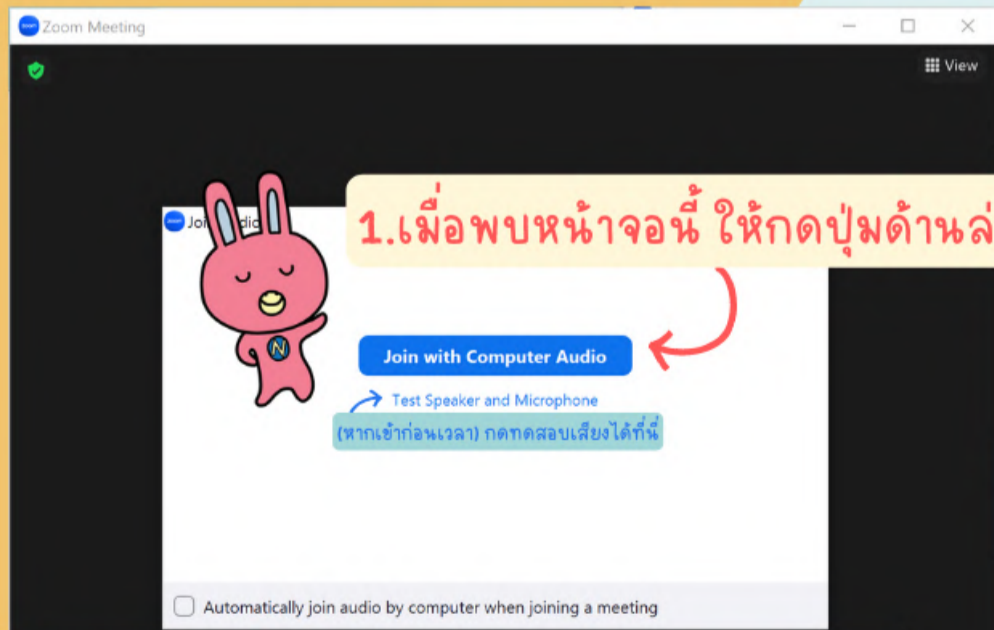 zoom Zoom Meeting
View
1.เมื่อพบหน้าจอนี้ ให้กดปุ่มด้านล่
Join with Computer Audio
Test Speaker and Microphone
(หากเข้าก่อนเวลา) กดทดสอบเสียงได้ที่นี่
N
Automatically join audio by computer when joining a meeting